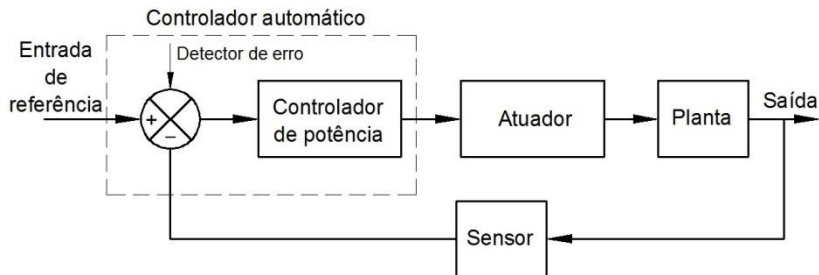 Controlador automático
Entrada
de
referência
Detector de erro
+
−
Controlador
de potência
Atuador
Planta
Saída
Sensor